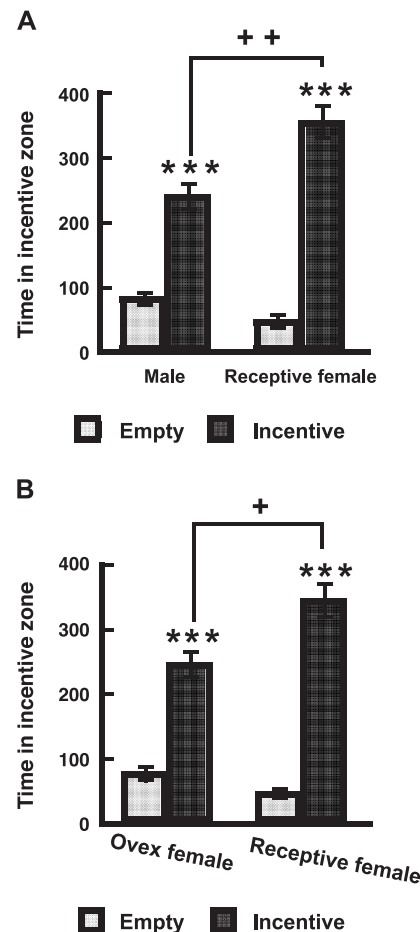 A
+ +
***
***
Time in incentive zone
400
300
200
100
0
Male Receptive female
Empty Incentive
B
+
***
***
Time in incentive zone
400
300
200
100
0
Ovex female Receptive female
Empty Incentive